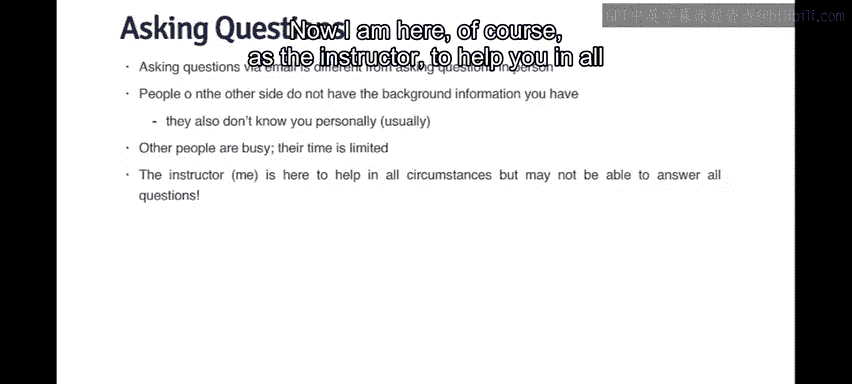 Asking Questions
Now I am here, of course,
as the instructor, to help you in all
· Asking questions via email is different from asking questions in person
· People o nthe other side do not have the background information you have
- they also don't know you personally (usually)
· Other people are busy; their time is limited
· The instructor (me) is here to help in all circumstances but may not be able to answer all
questions!